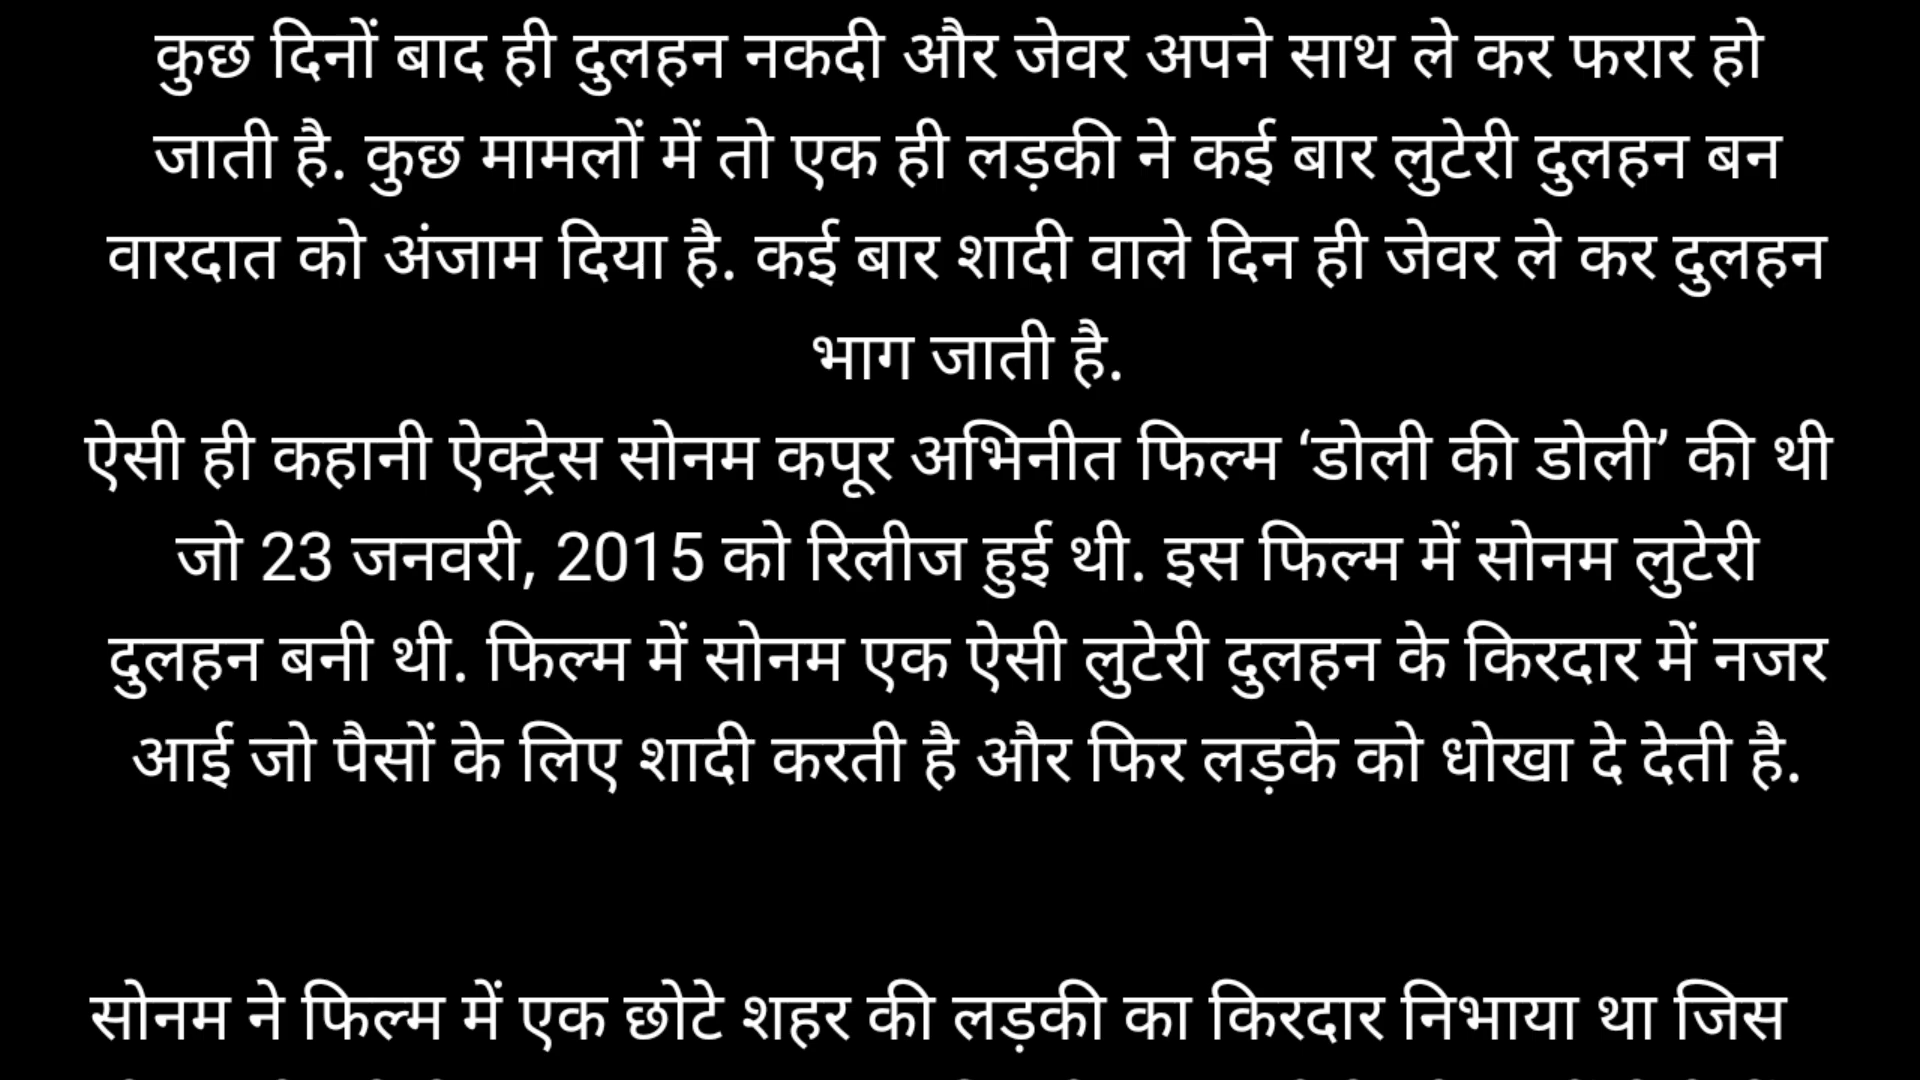 कुछ दिनों बाद ही दुलहन नकदी और जेवर अपने साथ ले कर फरार हो
जाती है. कुछ मामलों में तो एक ही लड़की ने कई बार लुटेरी दुलहन बन
वारदात को अंजाम दिया है. कई बार शादी वाले दिन ही जेवर ले कर दुलहन
भाग जाती है.
ऐसी ही कहानी ऐक्ट्रेस सोनम कपूर अभिनीत फिल्म ‘डोली की डोली’ की थी
जो 23 जनवरी, 2015 को रिलीज हुई थी. इस फिल्म में सोनम लुटेरी
दुलहन बनी थी. फिल्म में सोनम एक ऐसी लुटेरी दुलहन के किरदार में नजर
आई जो पैसों के लिए शादी करती है और फिर लड़के को धोखा दे देती है.
सोनम ने फिल्म में एक छोटे शहर की लड़की का किरदार निभाया था जिस